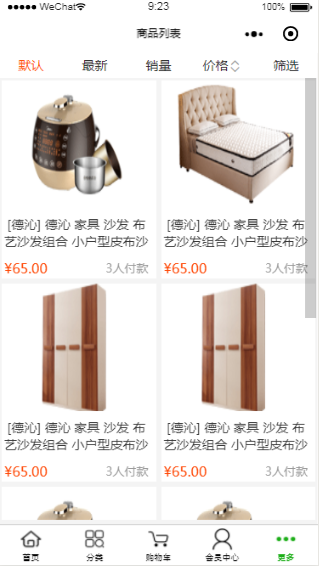 WeChat
9:23
100%
商品列表
默认 最新 销量 价格 筛选
[德沁] 德沁 家具 沙发 布
艺沙发组合 小户型皮布沙
¥65.00 3人付款
[德沁] 德沁 家具 沙发 布
艺沙发组合 小户型皮布沙
¥65.00 3人付款
[德沁] 德沁 家具 沙发 布
艺沙发组合 小户型皮布沙
¥65.00 3人付款
[德沁] 德沁 家具 沙发 布
艺沙发组合 小户型皮布沙
¥65.00 3人付款
首页 分类 购物车 会员中心 更多